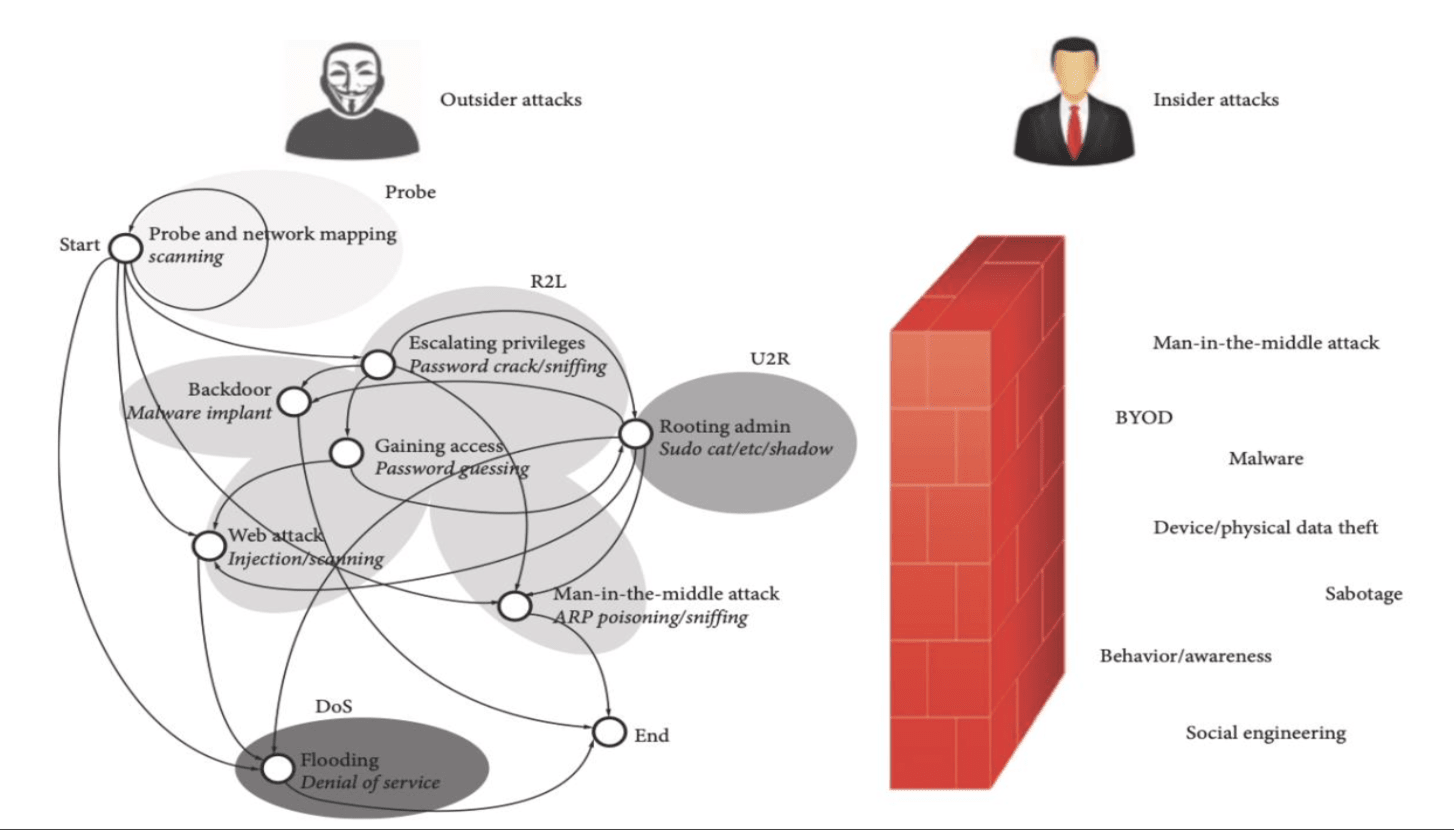 Outsider attacks
Insider attacks
Probe
Start
Probe and network mapping
scanning
R2L
Escalating privileges
Password crack/sniffing
U2R
Backdoor
Malware implant
Rooting admin
Sudo cat/etc/shadow
Gaining access
Password guessing
Web attack
Injection/scanning
Man-in-the-middle attack
ARP poisoning/sniffing
DoS
End
Flooding
Denial of service
Man-in-the-middle attack
BYOD
Malware
Device/physical data theft
Sabotage
Behavior/awareness
Social engineering